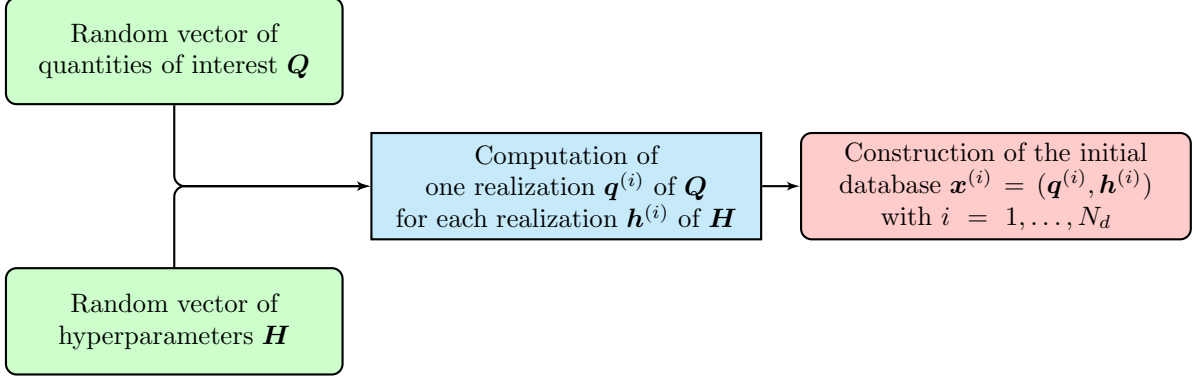 Random vector of
quantities of interest Q
Computation of
one realization q^(i) of Q
for each realization h^(i) of H
Construction of the initial
database x^(i) = (q^(i), h^(i))
with i = 1, . . . , N_d
Random vector of
hyperparameters H